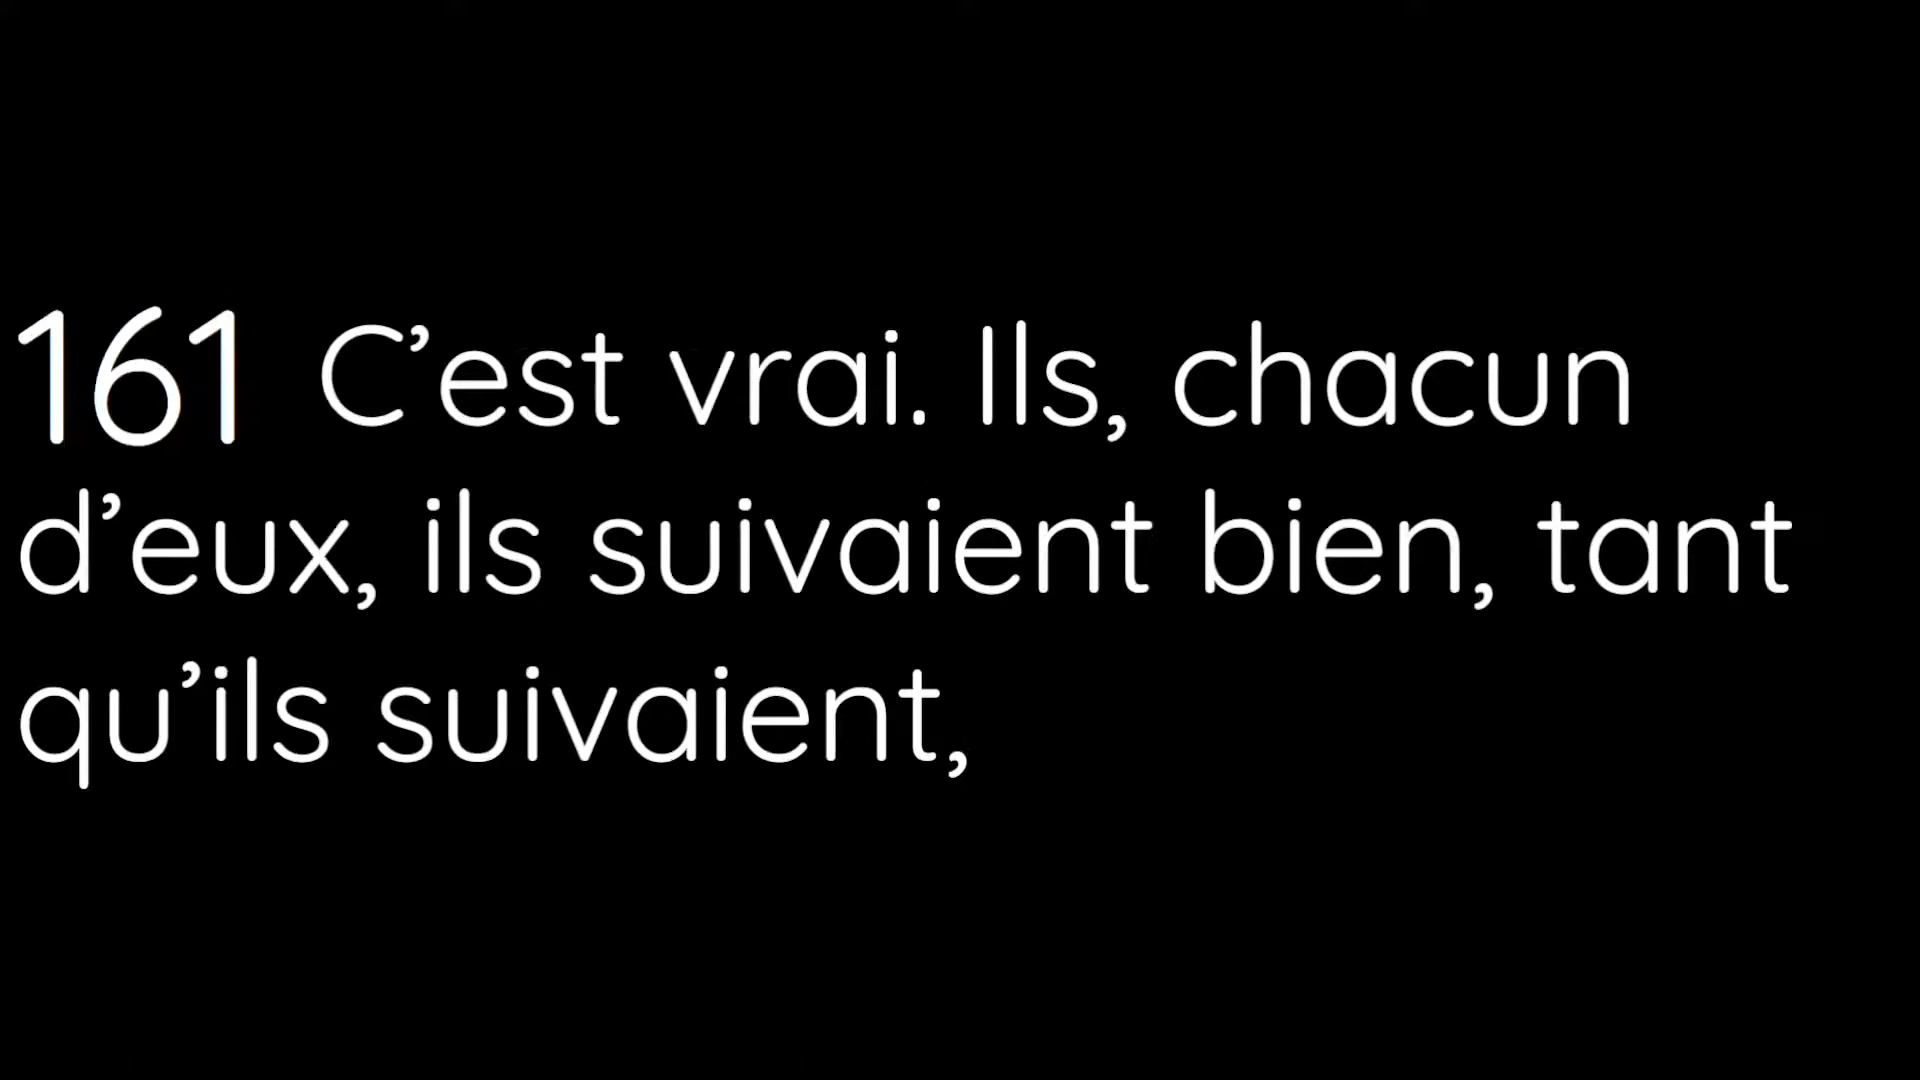 161 C’est vrai. Ils, chacun
d’eux, ils suivaient bien, tant
qu’ils suivaient,